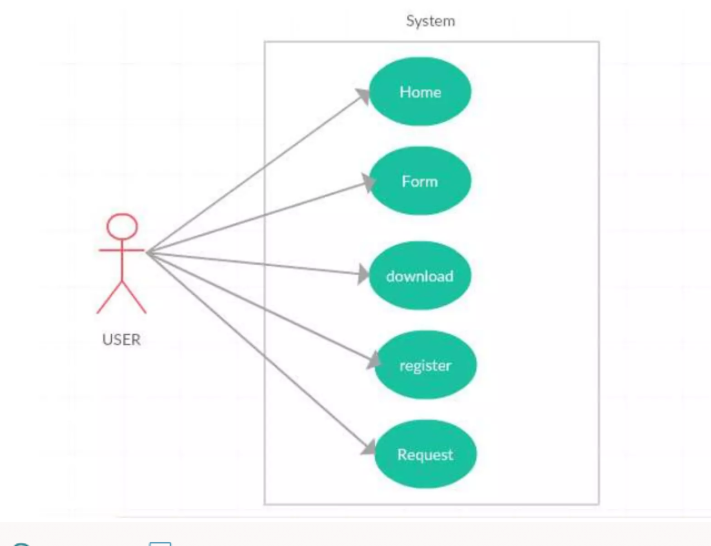 System
Home
Form
download
USER
register
Request